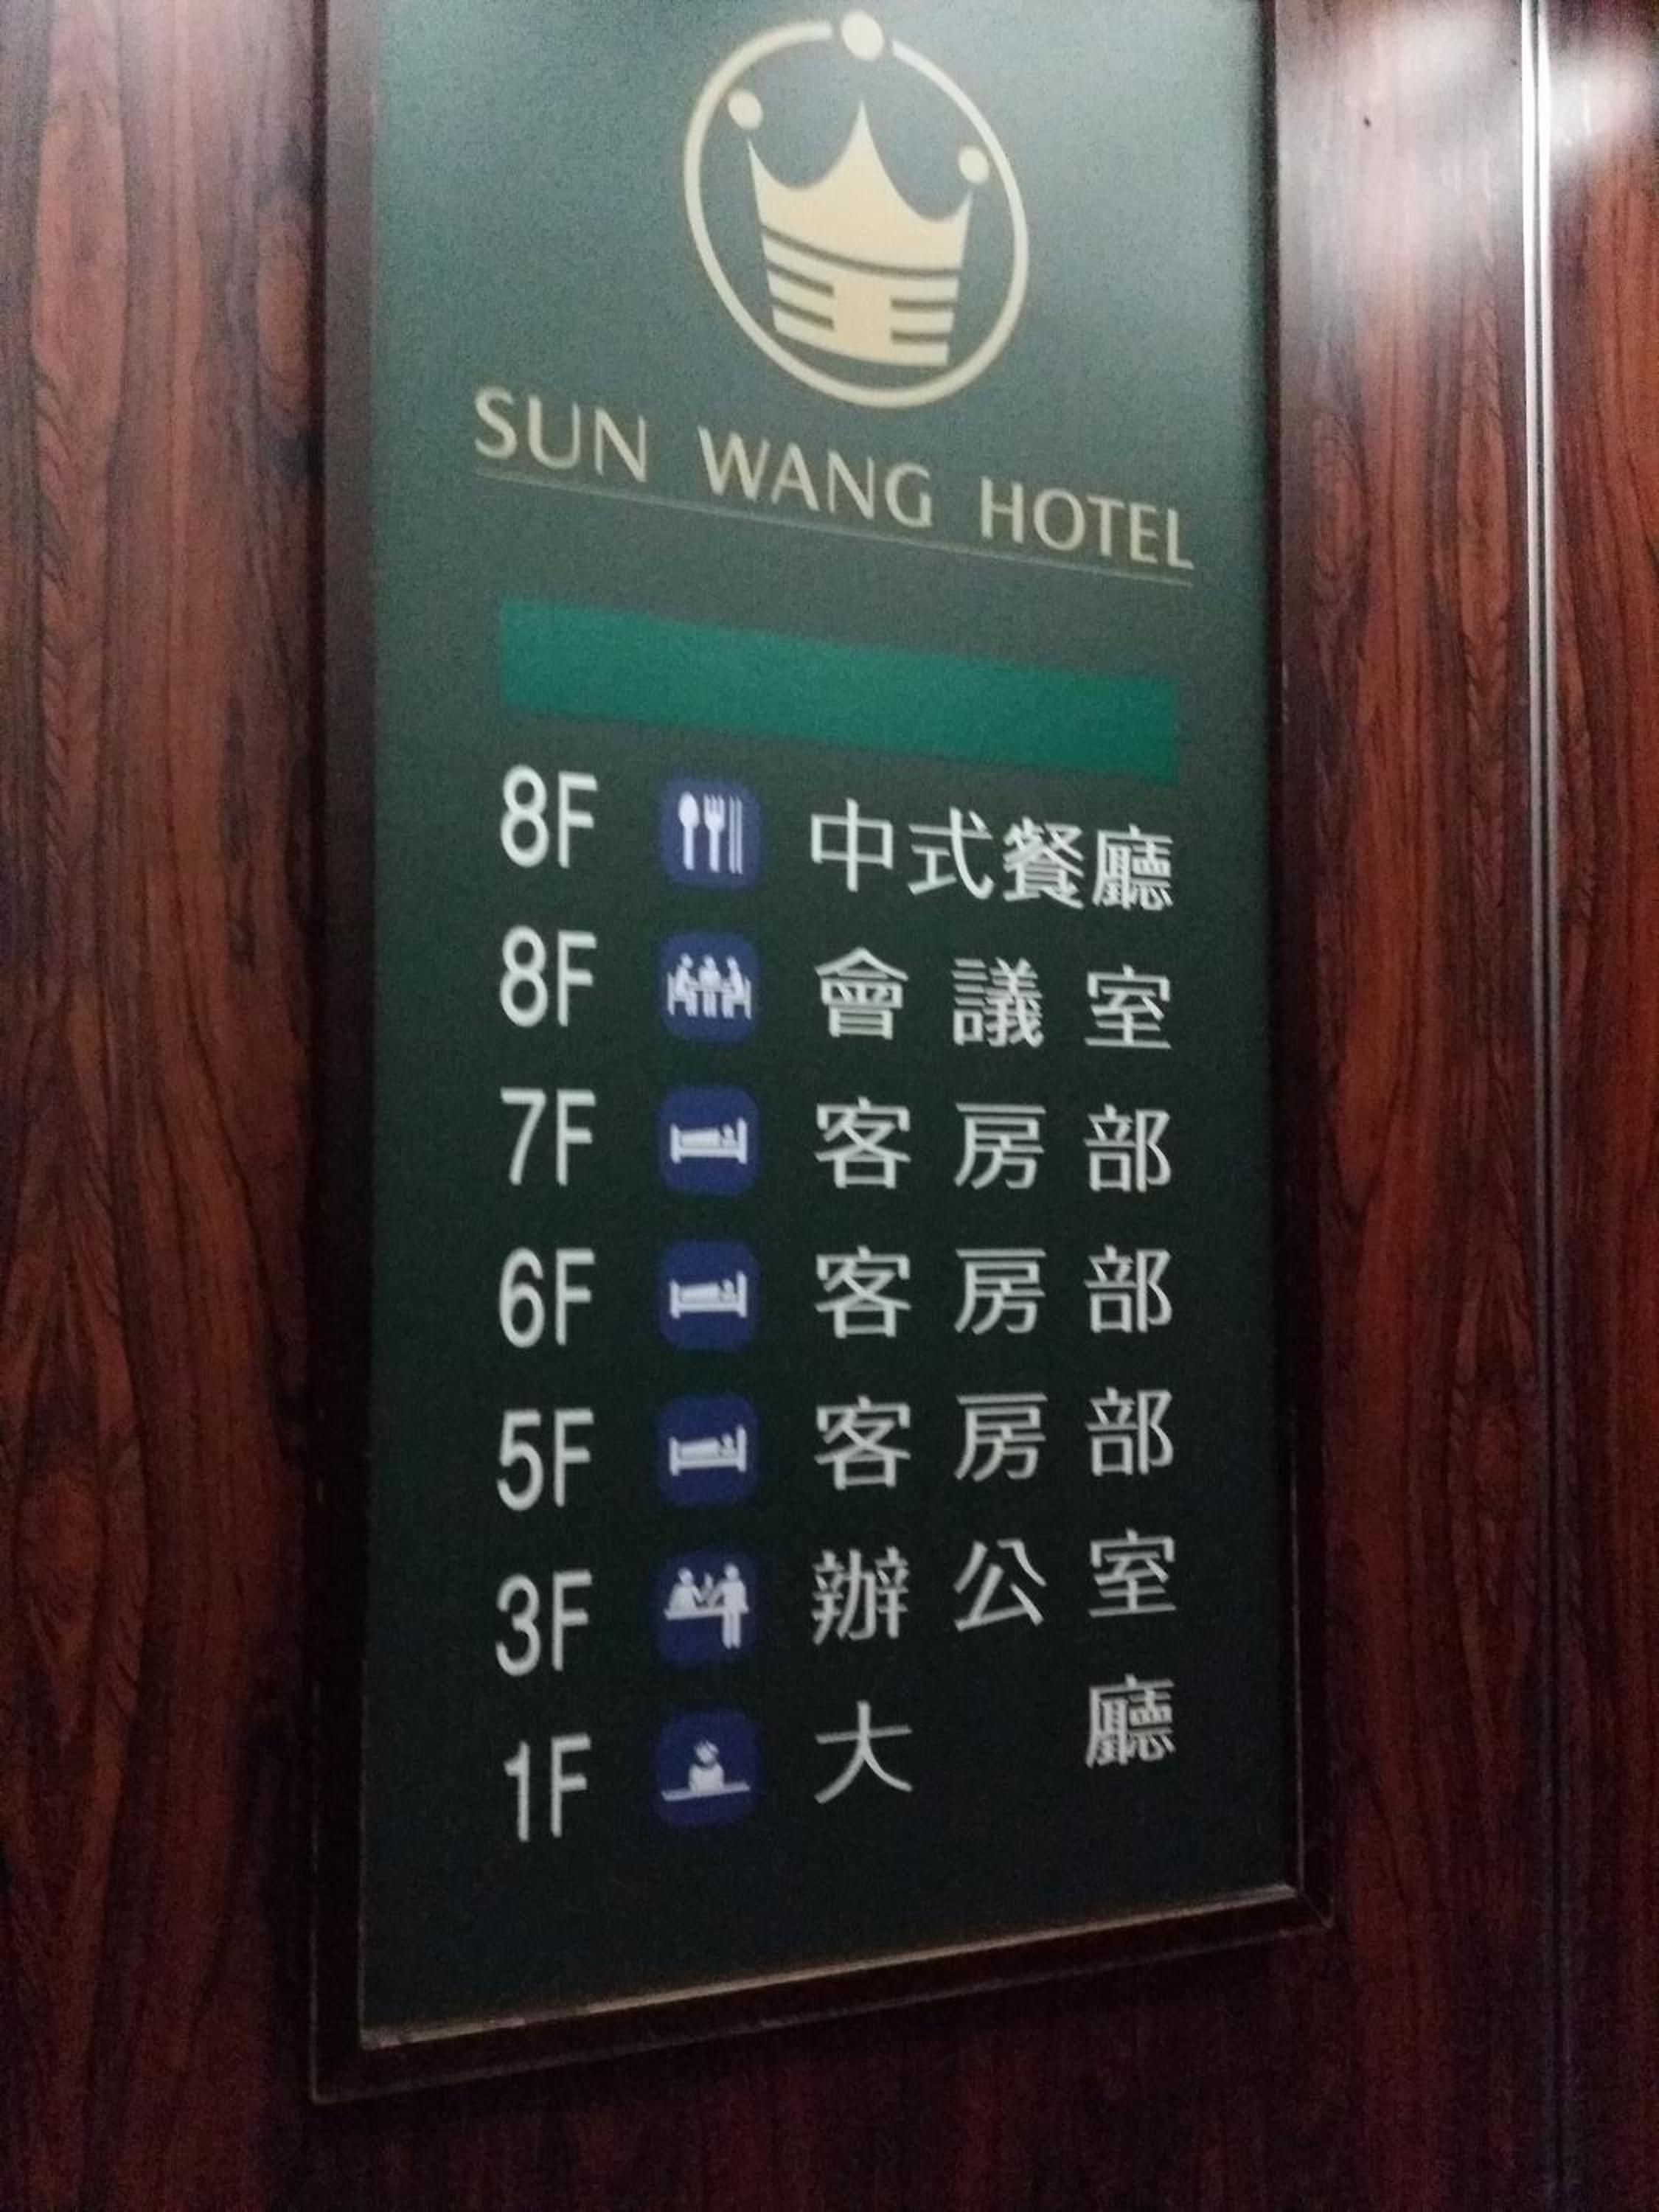 SUN WANG HOTEL
8F 中式餐廳
8F 會議室
7F 客房部
6F 客房部
5F 客房部
3F 辦公室
1F 大廳